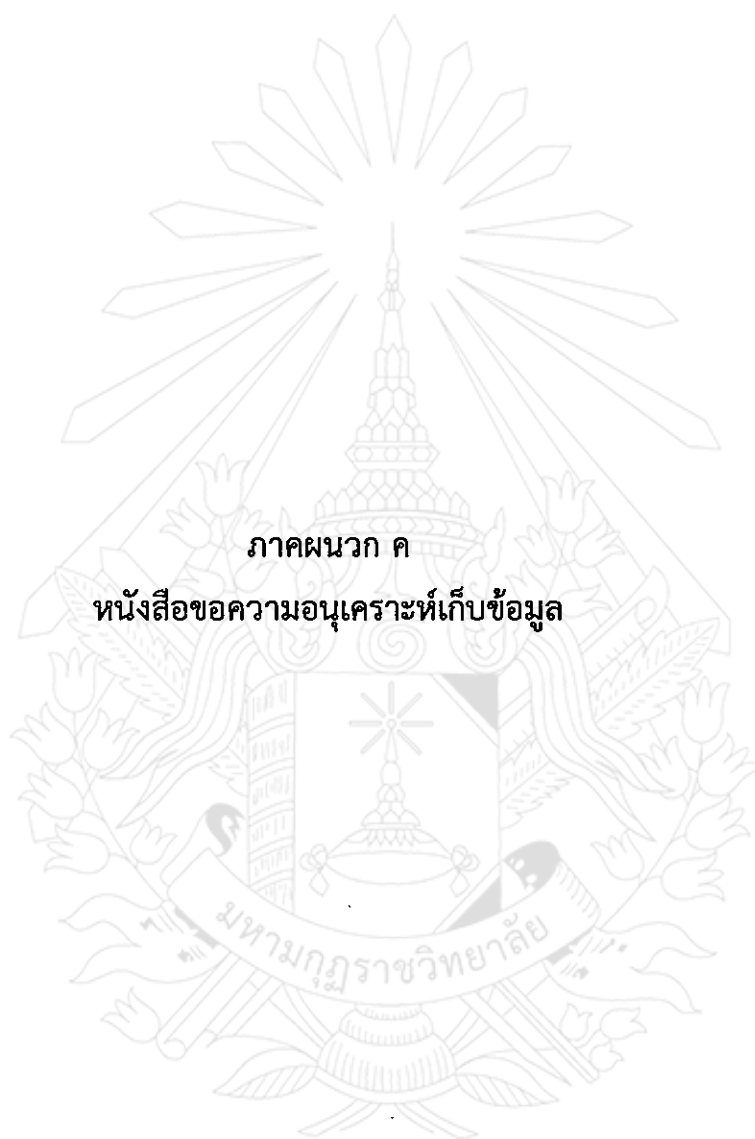 ภาคผนวก ค
หนังสือขอความอนุเคราะห์เก็บข้อมูล
มหามกุฏราชวิทยาลัย